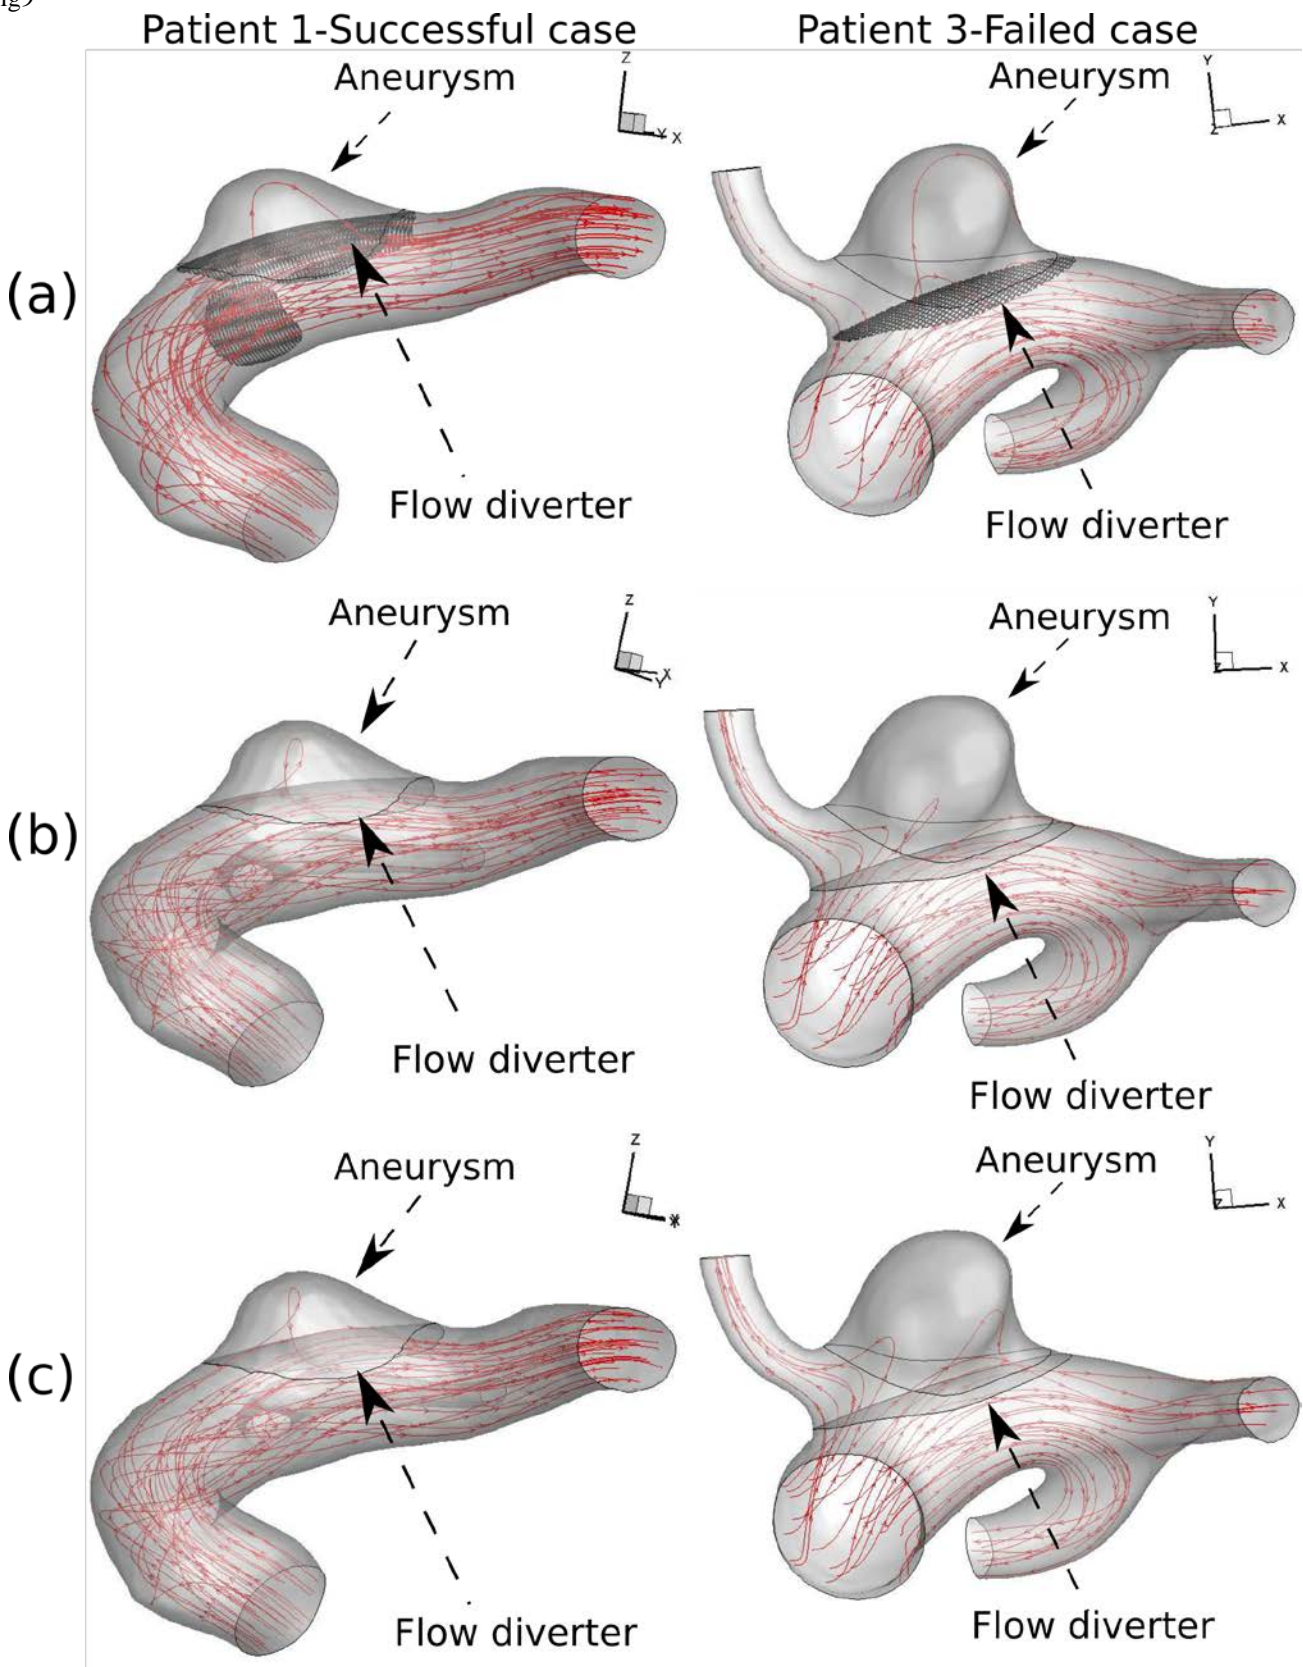 Patient 1-Successful case Patient 3-Failed case
(a)
Aneurysm
Z
Y X
Flow diverter
Aneurysm
Y
X
Z
Flow diverter
(b)
Aneurysm
Z
X
Y
Flow diverter
Aneurysm
Y
Z X
Flow diverter
(c)
Aneurysm
Z
Flow diverter
Aneurysm
Y
Z X
Flow diverter